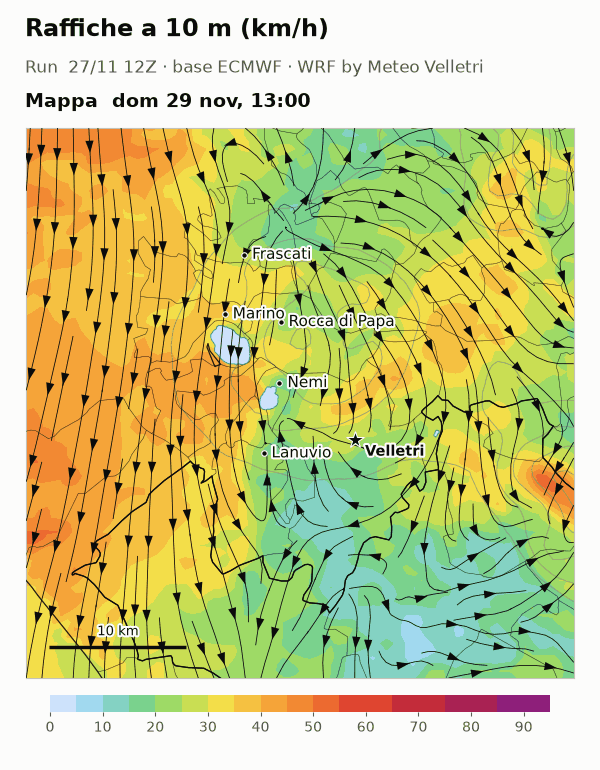 Raffiche a 10 m (km/h)
Run  27/11 12Z · base ECMWF · WRF by Meteo Velletri
Mappa  dom 29 nov, 13:00
Frascati
Marino
Rocca di Papa
Nemi
Velletri
Lanuvio
10 km
0 10 20 30 40 50 60 70 80 90